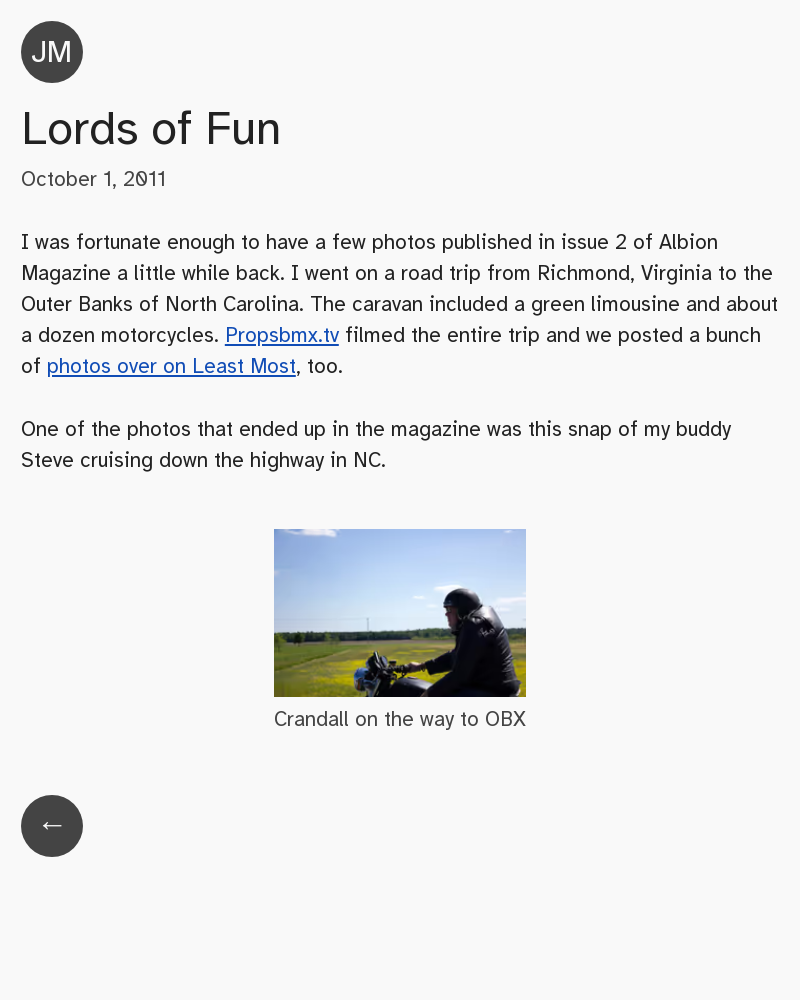 JM
Lords of Fun
October 1, 2011
I was fortunate enough to have a few photos published in issue 2 of Albion
Magazine a little while back. I went on a road trip from Richmond, Virginia to the
Outer Banks of North Carolina. The caravan included a green limousine and about
a dozen motorcycles. Propsbmx.tv filmed the entire trip and we posted a bunch
of photos over on Least Most, too.
One of the photos that ended up in the magazine was this snap of my buddy
Steve cruising down the highway in NC.
Crandall on the way to OBX
←